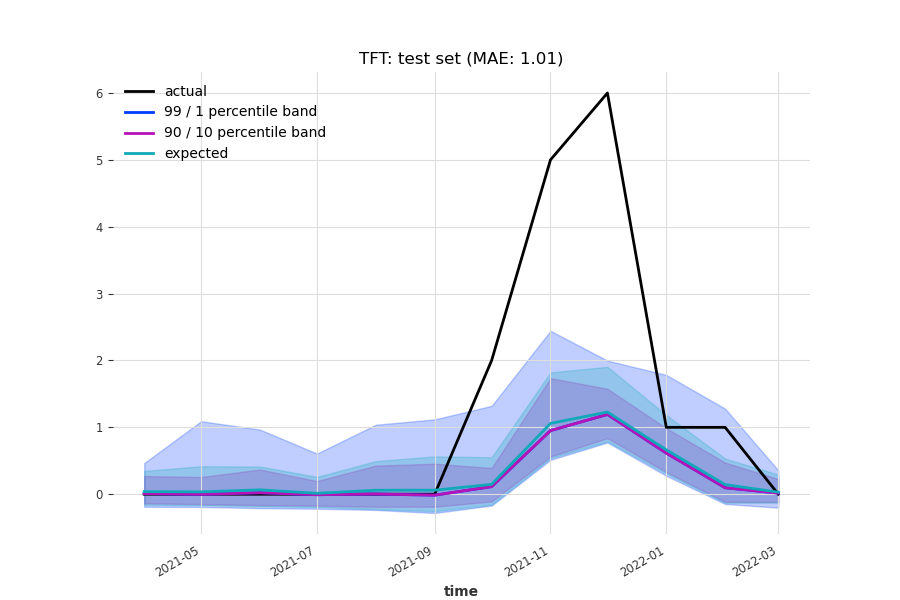 TFT: test set (MAE: 1.01)
actual
99 / 1 percentile band
90 / 10 percentile band
expected
6
5
4
3
2
1
0
2021-05
2021-07
2021-09
2021-11
2022-01
2022-03
time